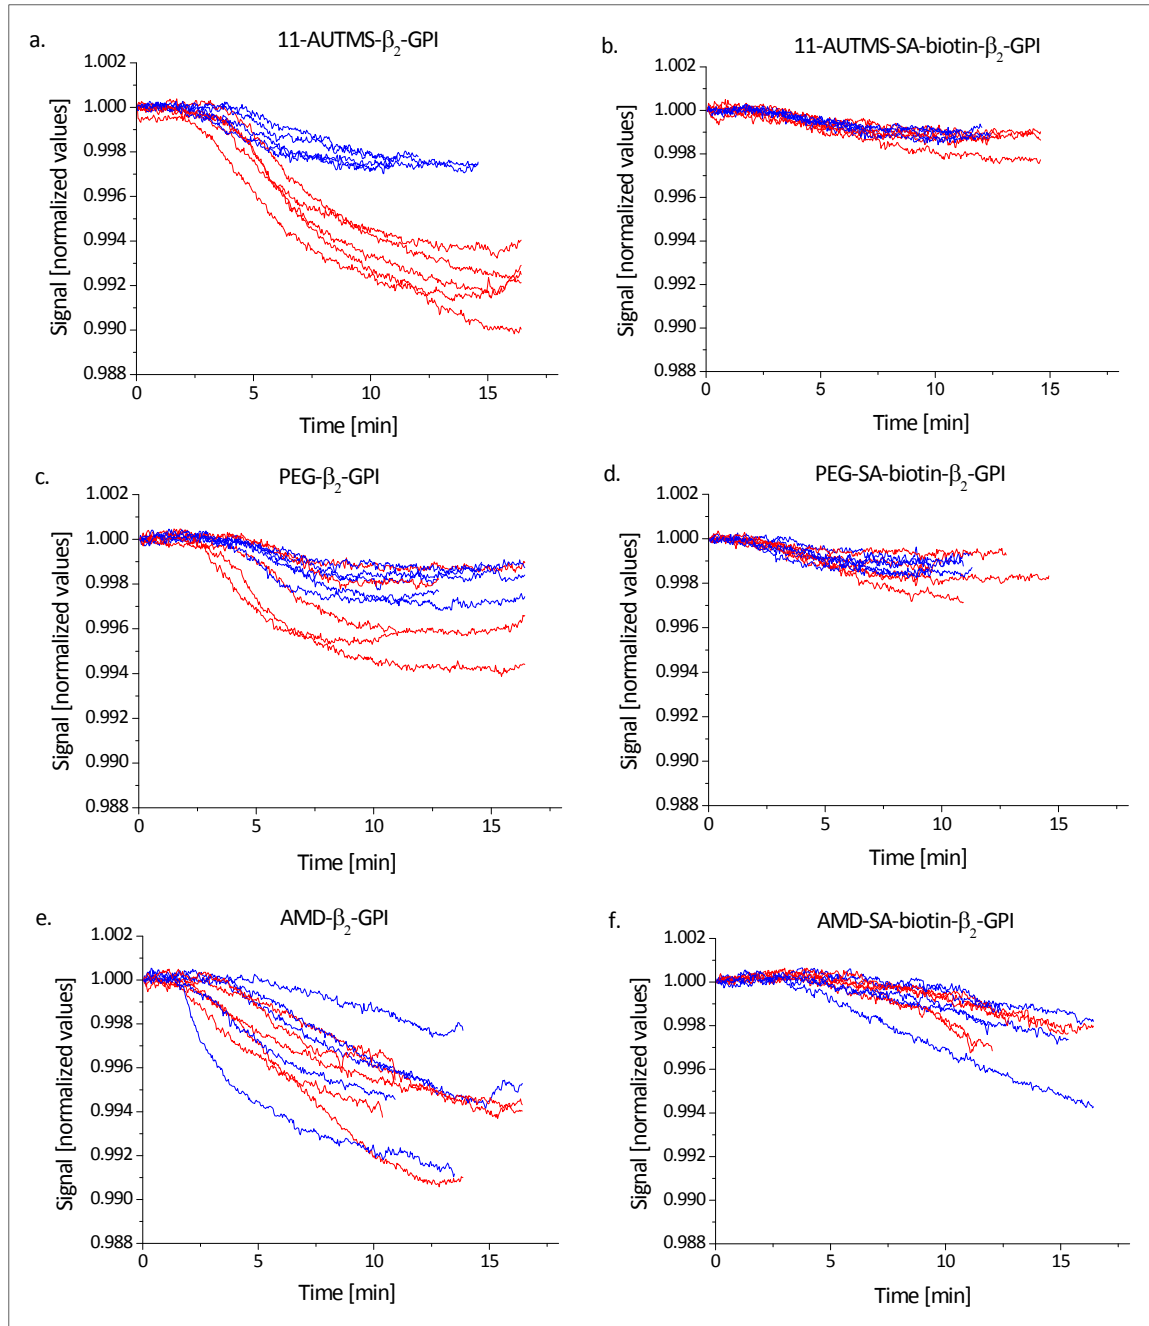 a.
11-AUTMS-β₂-GPI
1.002
1.000
0.998
0.996
0.994
0.992
0.990
0.988
Signal [normalized values]
0 5 10 15
Time [min]
b.
11-AUTMS-SA-biotin-β₂-GPI
1.002
1.000
0.998
0.996
0.994
0.992
0.990
0.988
Signal [normalized values]
0 5 10 15
Time [min]
c.
PEG-β₂-GPI
1.002
1.000
0.998
0.996
0.994
0.992
0.990
0.988
Signal [normalized values]
0 5 10 15
Time [min]
d.
PEG-SA-biotin-β₂-GPI
1.002
1.000
0.998
0.996
0.994
0.992
0.990
0.988
Signal [normalized values]
0 5 10 15
Time [min]
e.
AMD-β₂-GPI
1.002
1.000
0.998
0.996
0.994
0.992
0.990
0.988
Signal [normalized values]
0 5 10 15
Time [min]
f.
AMD-SA-biotin-β₂-GPI
1.002
1.000
0.998
0.996
0.994
0.992
0.990
0.988
Signal [normalized values]
0 5 10 15
Time [min]